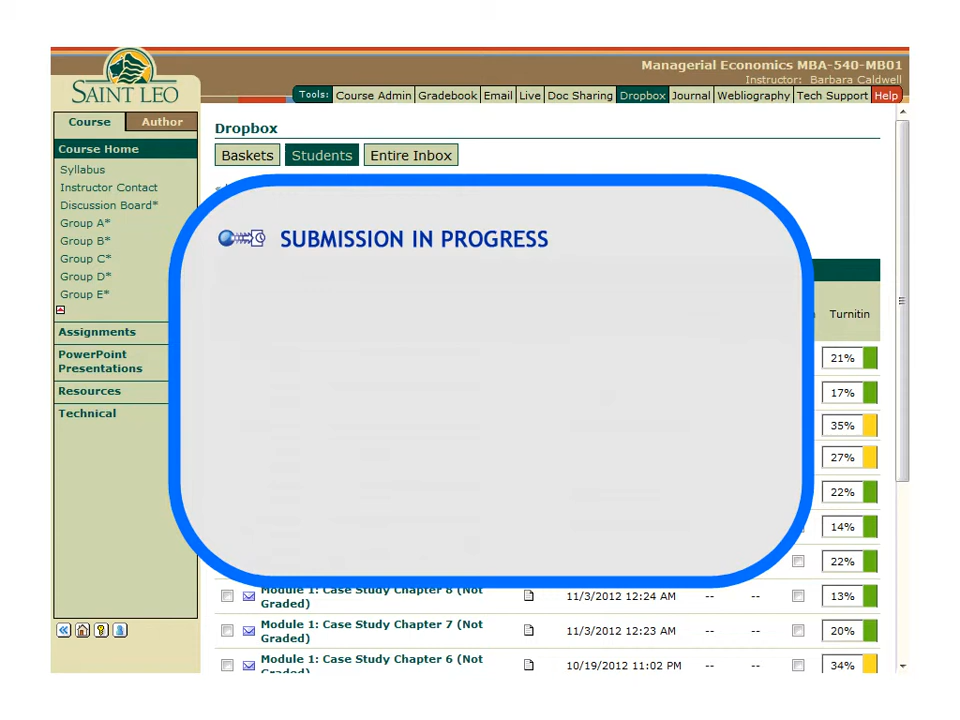 SAINT LEO
Managerial Economics MBA-540-MB01
Instructor: Barbara Caldwell
Tools: Course Admin Gradebook Email Live Doc Sharing Dropbox Journal Webliography Tech Support Help
Course Author
Course Home
Syllabus
Instructor Contact
Discussion Board*
Group A*
Group B*
Group C*
Group D*
Group E*
Assignments
PowerPoint
Presentations
Resources
Technical
Dropbox
Baskets Students Entire Inbox
SUBMISSION IN PROGRESS
Turnitin
21%
17%
35%
27%
22%
14%
22%
Module 1: Case Study Chapter 8 (Not
Graded) 11/3/2012 12:24 AM -- -- 13%
Module 1: Case Study Chapter 7 (Not
Graded) 11/3/2012 12:23 AM -- -- 20%
Module 1: Case Study Chapter 6 (Not
Graded) 10/19/2012 11:02 PM -- -- 34%